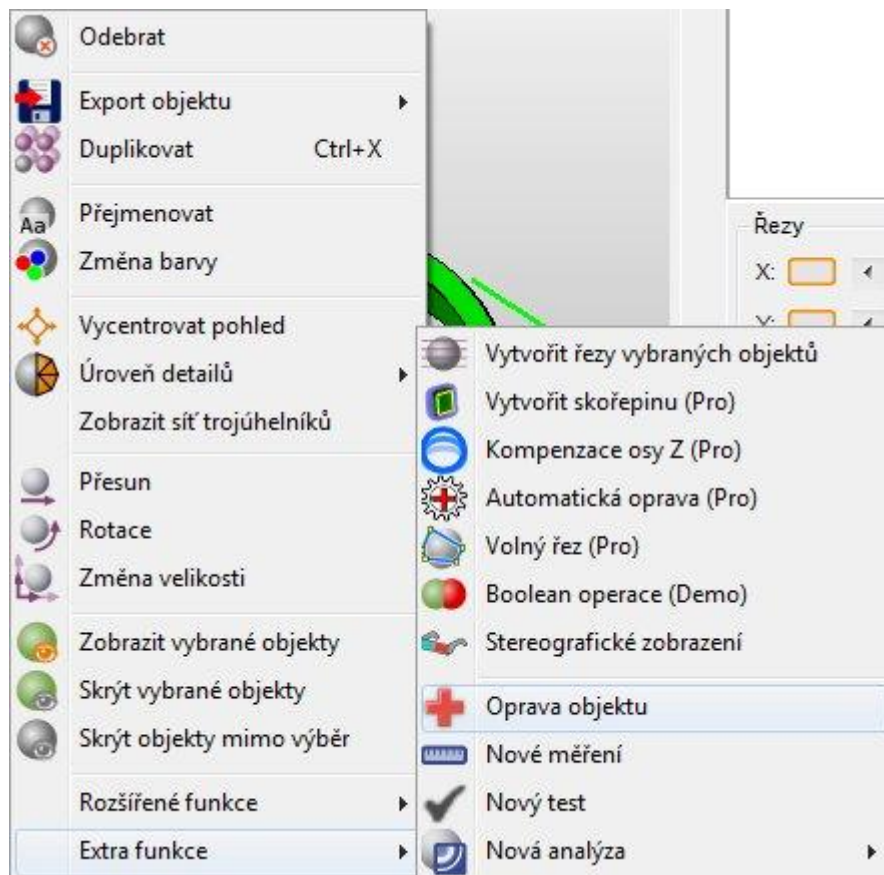 Odebrat
Export objektu
Duplikovat Ctrl+X
Aa Přejmenovat
Změna barvy
Vycentrovat pohled
Úroveň detailů
Zobrazit síť trojúhelníků
Přesun
Rotace
Změna velikosti
Zobrazit vybrané objekty
Skrýt vybrané objekty
Skrýt objekty mimo výběr
Rozšířené funkce
Extra funkce
Řezy
X:
Y:
Vytvořit řezy vybraných objektů
Vytvořit skořepinu (Pro)
Kompenzace osy Z (Pro)
Automatická oprava (Pro)
Volný řez (Pro)
Boolean operace (Demo)
Stereografické zobrazení
Oprava objektu
Nové měření
Nový test
Nová analýza